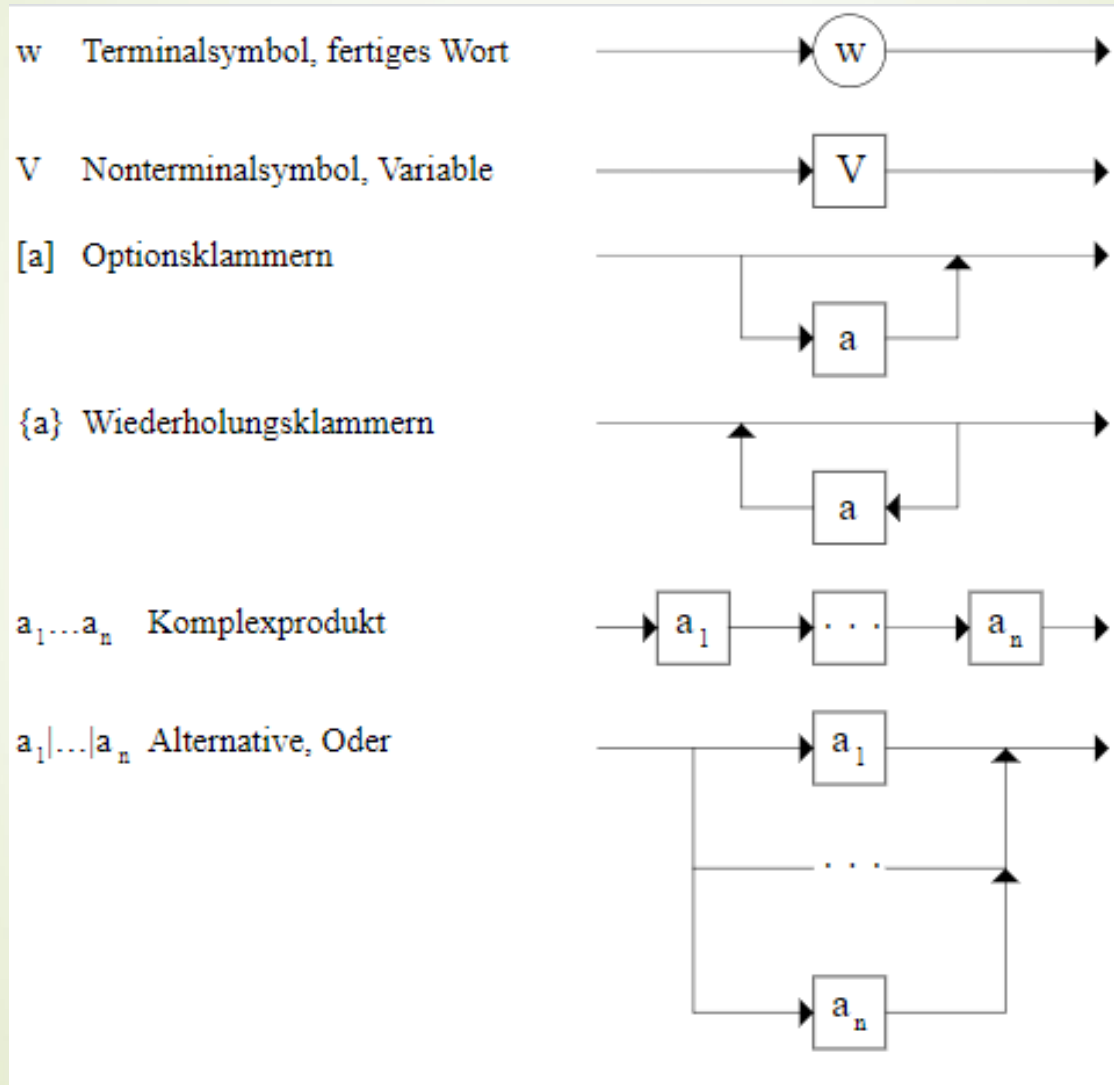 w Terminalsymbol, fertiges Wort w
V Nonterminalsymbol, Variable V
[a] Optionsklammern
a
{a} Wiederholungsklammern
a
a₁…aₙ Komplexprodukt a₁ · · · aₙ
a₁|…|aₙ Alternative, Oder a₁
· · ·
aₙ